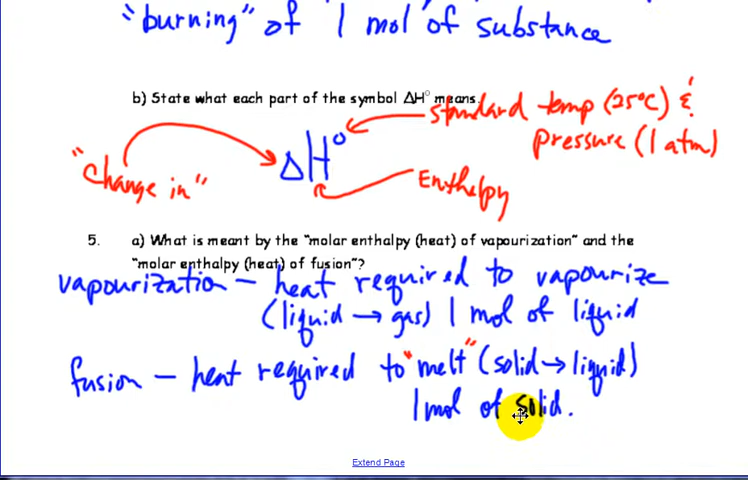 "burning" of 1 mol of substance
b) State what each part of the symbol ΔH° means.
standard temp (25°C) &
pressure (1 atm)
"change in"
ΔH°
Enthalpy
5. a) What is meant by the "molar enthalpy (heat) of vapourization" and the
"molar enthalpy (heat) of fusion"?
vapourization – heat required to vapourize
(liquid → gas) 1 mol of liquid
fusion – heat required to "melt" (solid → liquid)
1 mol of solid.
Extend Page